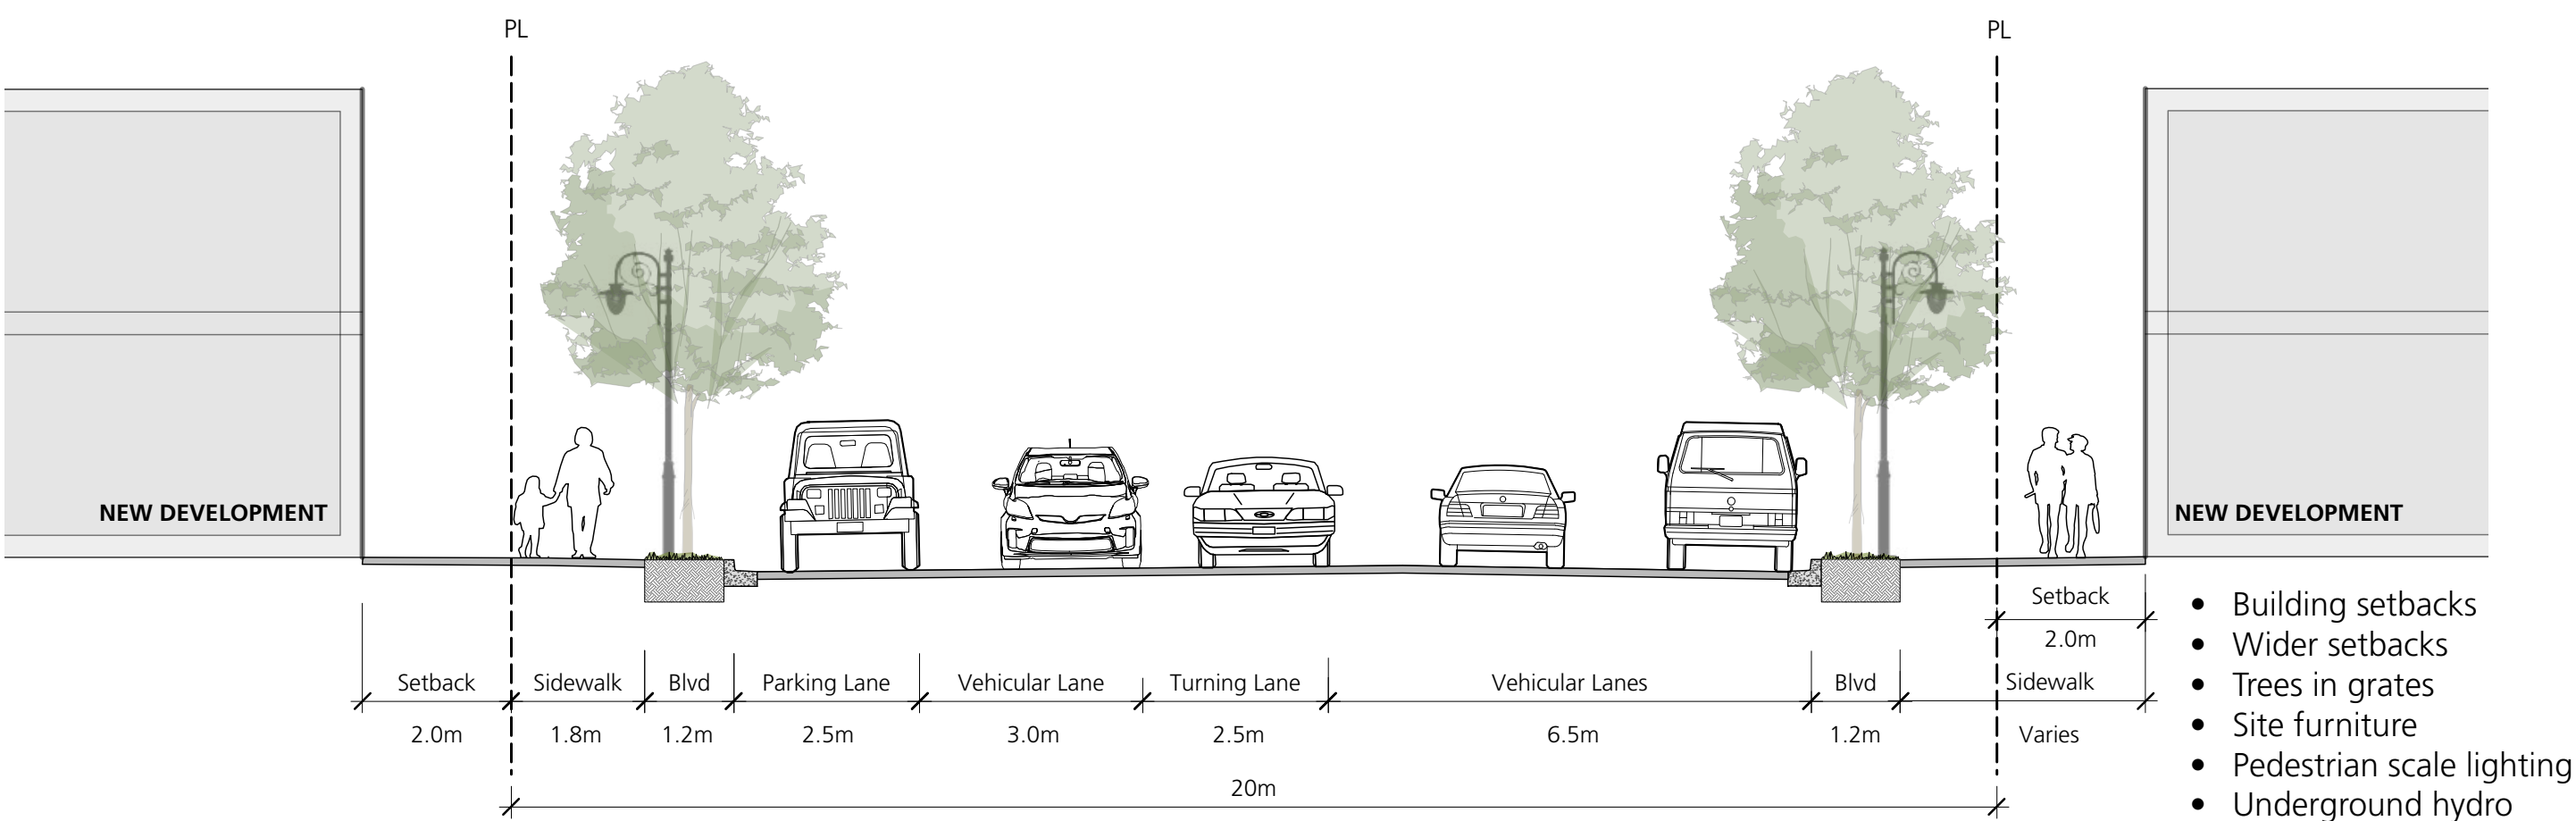 PL
PL
NEW DEVELOPMENT
NEW DEVELOPMENT
Setback
2.0m
Setback
Sidewalk
Blvd
Parking Lane
Vehicular Lane
Turning Lane
Vehicular Lanes
Blvd
Sidewalk
2.0m
1.8m
1.2m
2.5m
3.0m
2.5m
6.5m
1.2m
Varies
20m
• Building setbacks
• Wider setbacks
• Trees in grates
• Site furniture
• Pedestrian scale lighting
• Underground hydro